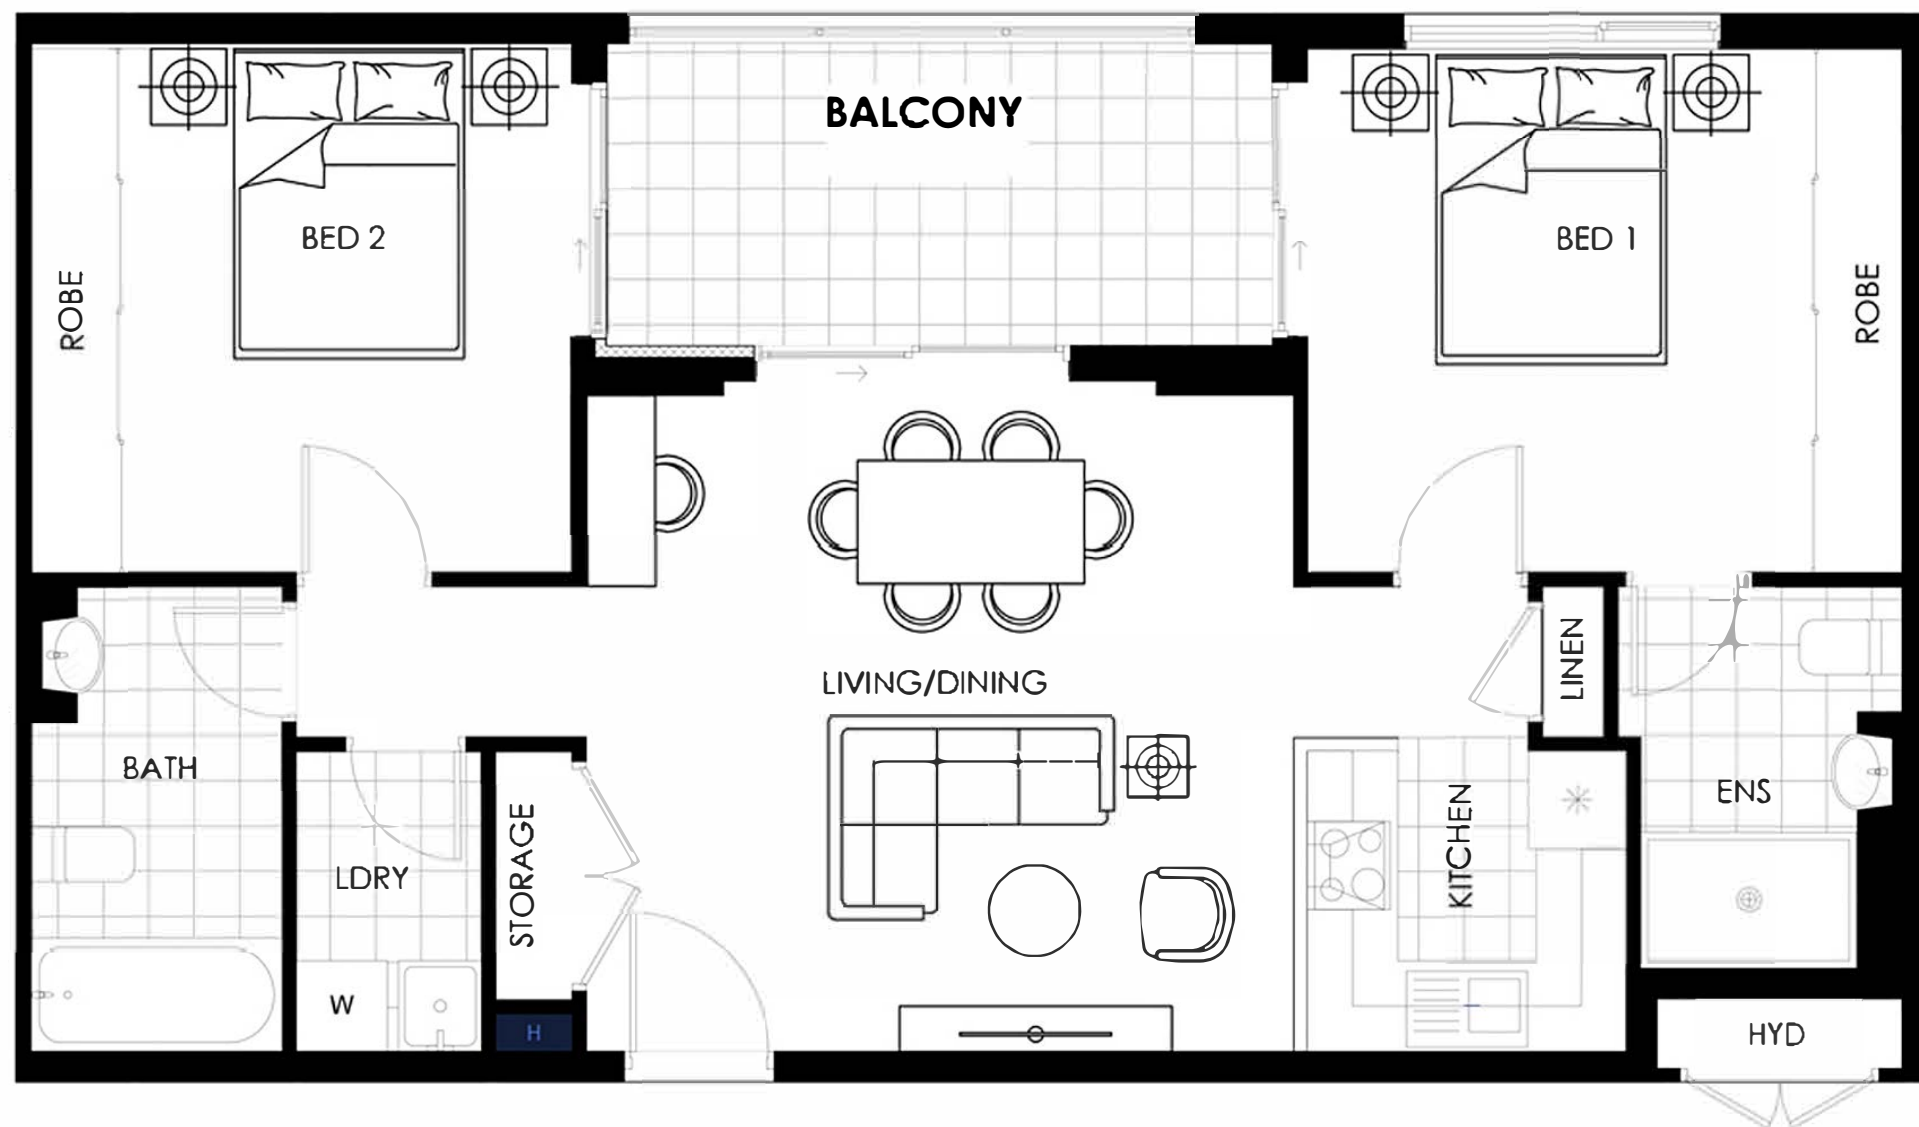 BALCONY
BED 2
BED 1
ROBE
ROBE
LIVING/DINING
LINEN
BATH
ENS
KITCHEN
STORAGE
LDRY
W
H
HYD